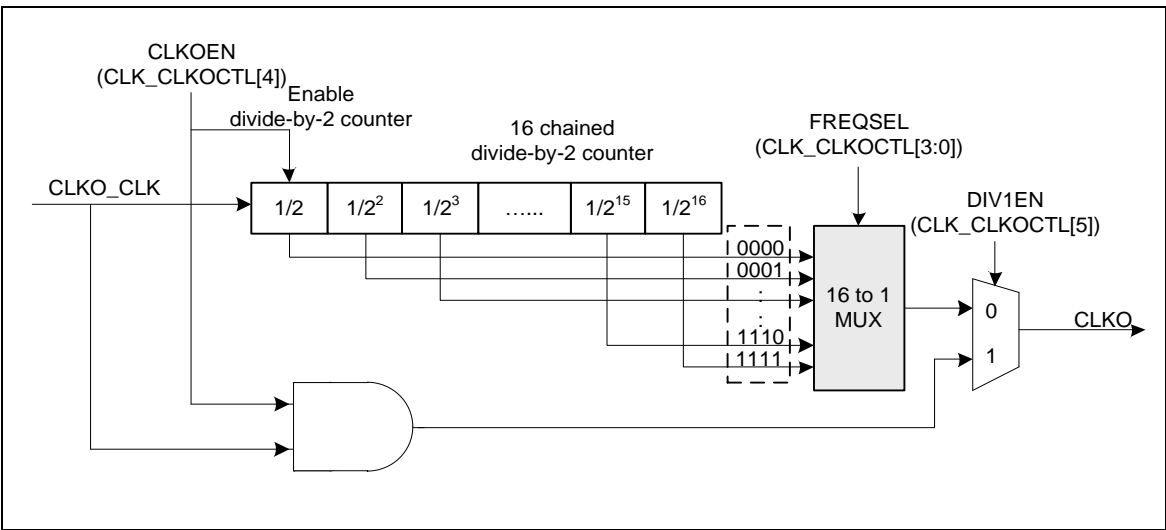 CLKOEN
(CLK_CLKOCTL[4])
Enable
divide-by-2 counter
16 chained
divide-by-2 counter
FREQSEL
(CLK_CLKOCTL[3:0])
CLKO_CLK
1/2
1/2²
1/2³
…...
1/2¹⁵
1/2¹⁶
DIV1EN
(CLK_CLKOCTL[5])
0000
0001
:
:
1110
1111
16 to 1
MUX
0
1
CLKO